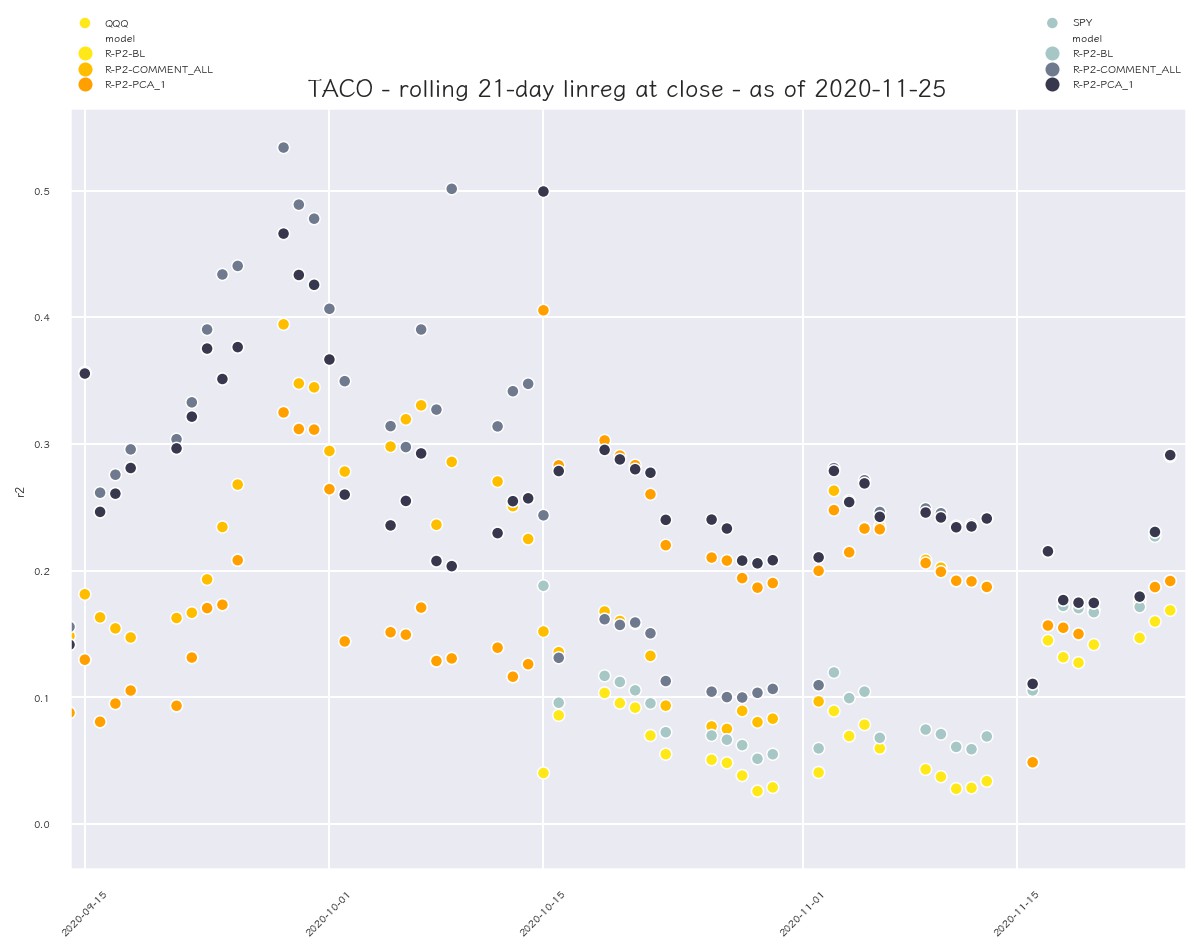 QQQ
model
R-P2-BL
R-P2-COMMENT_ALL
R-P2-PCA_1
SPY
model
R-P2-BL
R-P2-COMMENT_ALL
R-P2-PCA_1
TACO - rolling 21-day linreg at close - as of 2020-11-25
r2
0.5
0.4
0.3
0.2
0.1
0.0
2020-09-15
2020-10-01
2020-10-15
2020-11-01
2020-11-15